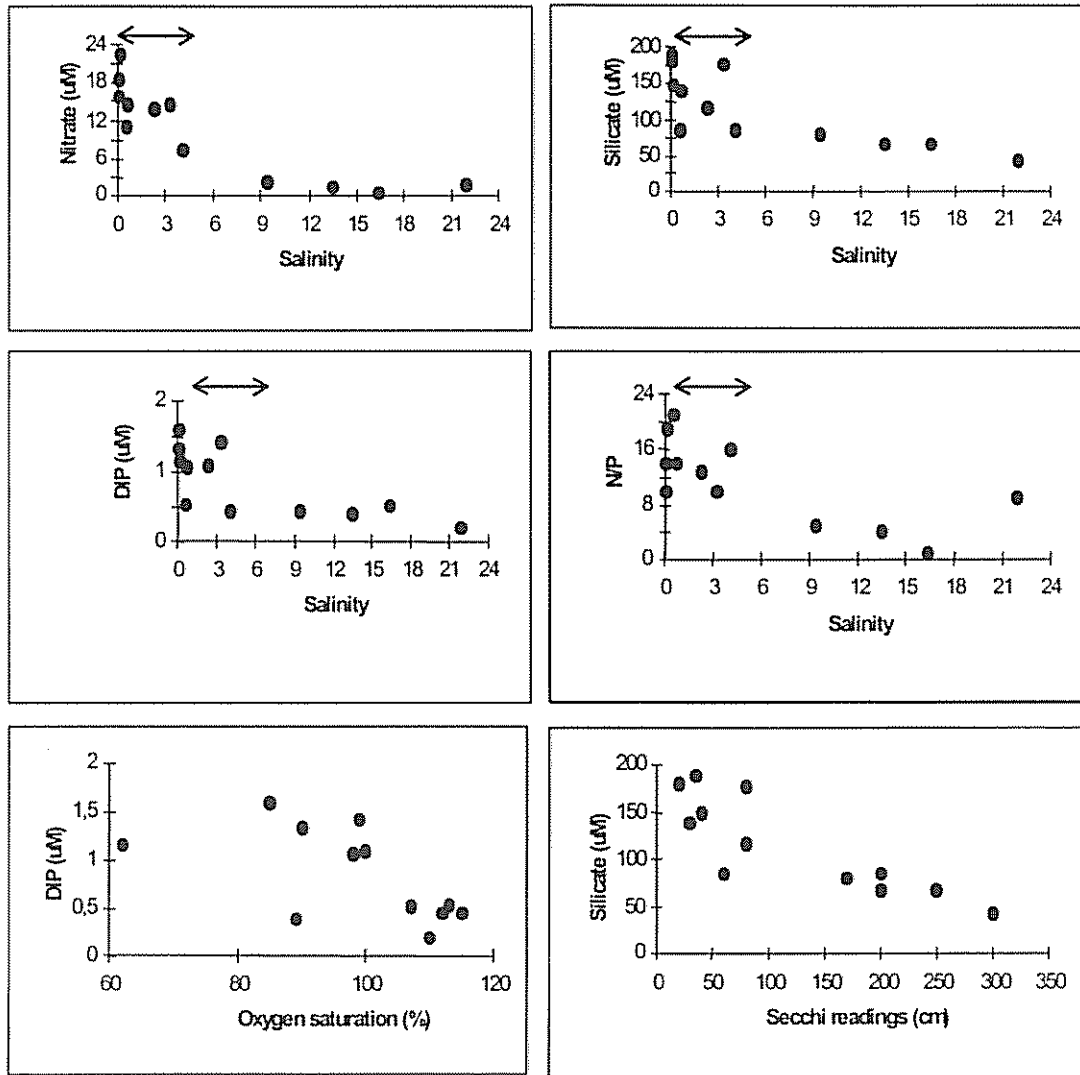 Nitrate (uM)
24
18
12
6
0
0 3 6 9 12 15 18 21 24
Salinity
Silicate (uM)
200
150
100
50
0
0 3 6 9 12 15 18 21 24
Salinity
DIP (uM)
2
1
0
0 3 6 9 12 15 18 21 24
Salinity
N/P
24
16
8
0
0 3 6 9 12 15 18 21 24
Salinity
DIP (uM)
2
1,5
1
0,5
0
60 80 100 120
Oxygen saturation (%)
Silicate (uM)
200
150
100
50
0
0 50 100 150 200 250 300 350
Secchi readings (cm)